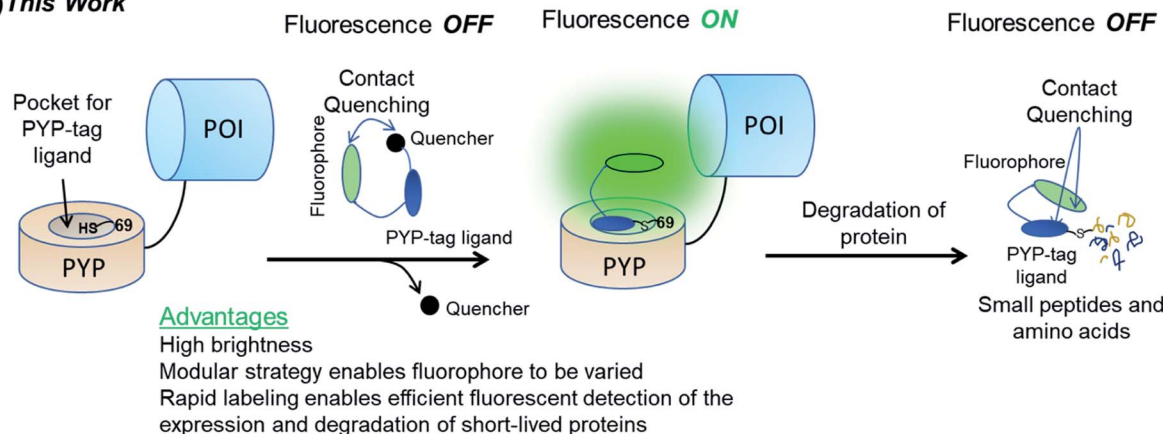 This Work
Fluorescence OFF
Fluorescence ON
Fluorescence OFF
Pocket for
PYP-tag
ligand
HS 69
PYP
POI
Contact
Quenching
Quencher
Fluorophore
PYP-tag ligand
Quencher
POI
S 69
PYP
Degradation of
protein
Contact
Quenching
Fluorophore
S
PYP-tag
ligand
Small peptides and
amino acids
Advantages
High brightness
Modular strategy enables fluorophore to be varied
Rapid labeling enables efficient fluorescent detection of the
expression and degradation of short-lived proteins